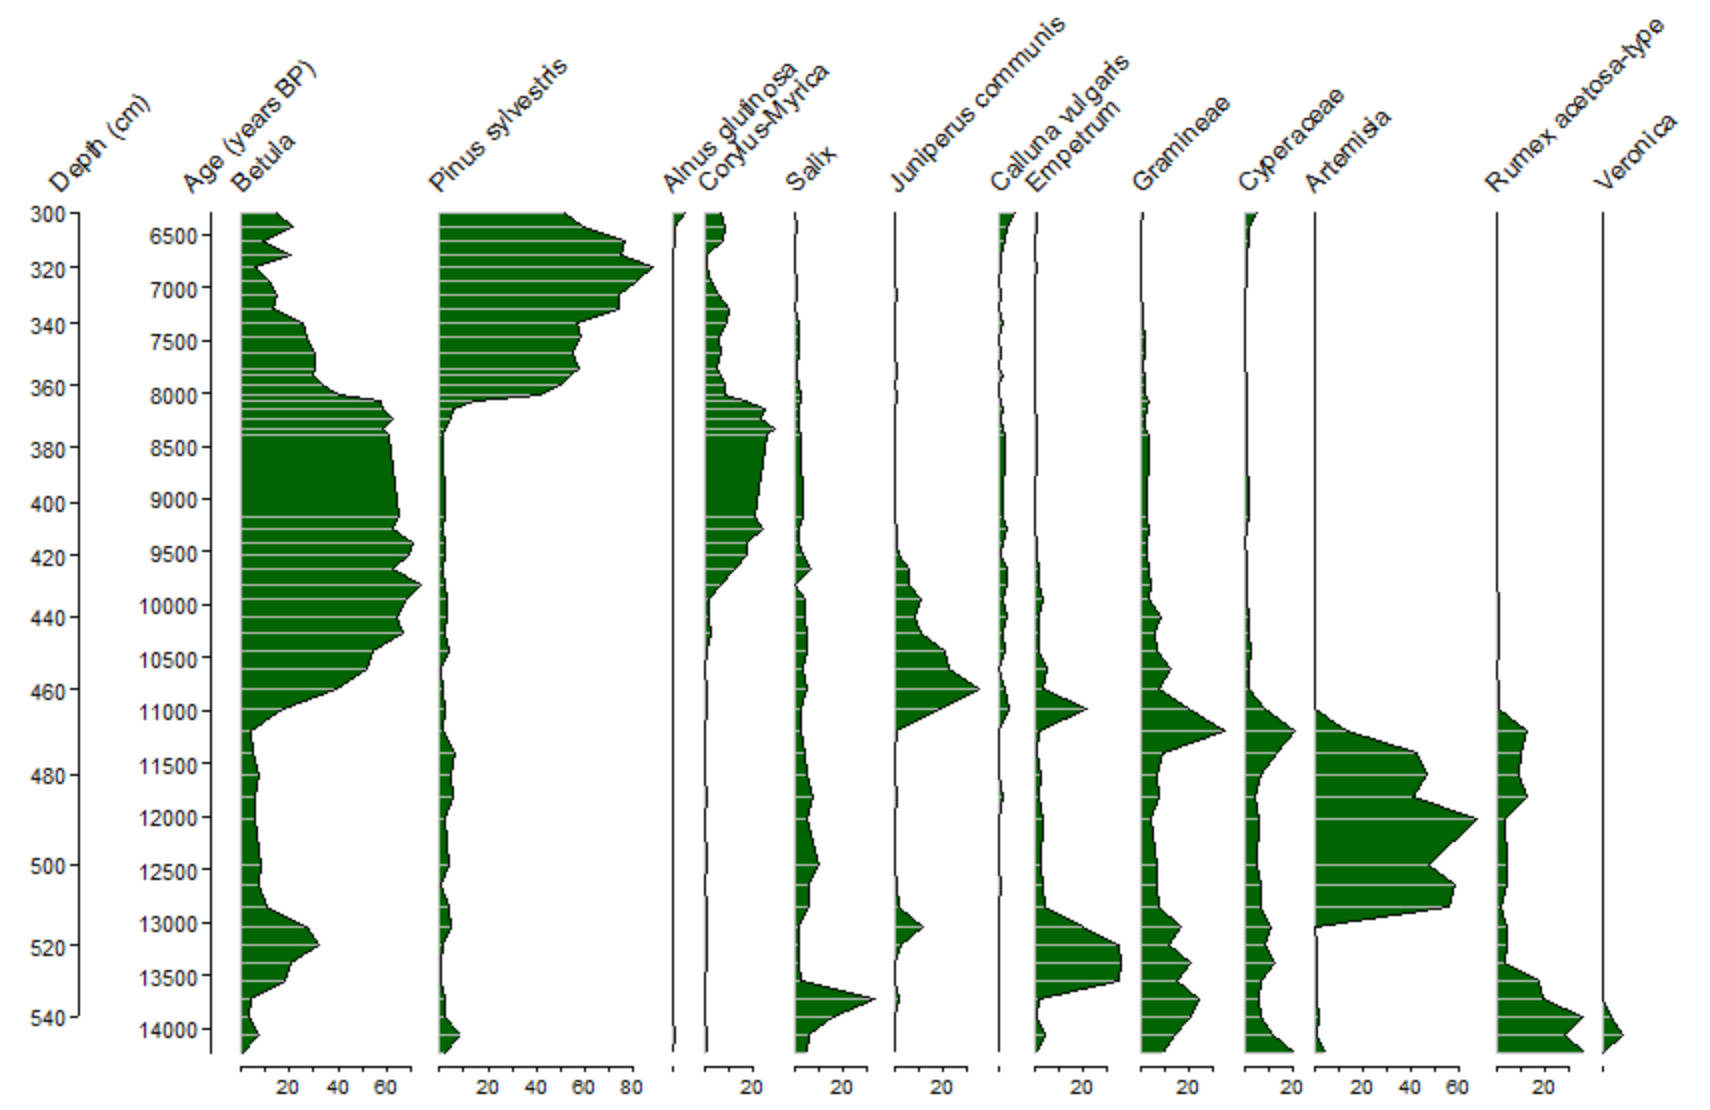 Depth (cm)
Age (years BP)
Betula
Pinus sylvestris
Alnus glutinosa
Corylus-Myrica
Salix
Juniperus communis
Calluna vulgaris
Empetrum
Gramineae
Cyperaceae
Artemisia
Rumex acetosa-type
Veronica
300
320
340
360
380
400
420
440
460
480
500
520
540
6500
7000
7500
8000
8500
9000
9500
10000
10500
11000
11500
12000
12500
13000
13500
14000
20 40 60 20 40 60 80 20 20 20 20 20 20 20 40 60 20